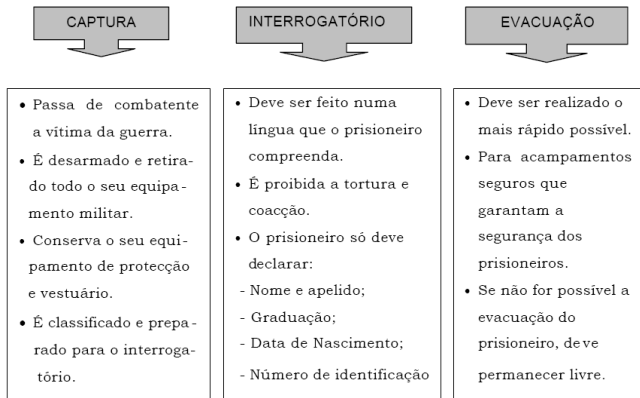 CAPTURA
INTERROGATÓRIO
EVACUAÇÃO
• Passa de combatente
a vítima da guerra.
• É desarmado e retira-
do todo o seu equipa-
mento militar.
• Conserva o seu equi-
pamento de protecção
e vestuário.
• É classificado e prepa-
rado para o interroga-
tório.
• Deve ser feito numa
língua que o prisioneiro
compreenda.
• É proibida a tortura e
coacção.
• O prisioneiro só deve
declarar:
- Nome e apelido;
- Graduação;
- Data de Nascimento;
- Número de identificação
• Deve ser realizado o
mais rápido possível.
• Para acampamentos
seguros que
garantam a
segurança dos
prisioneiros.
• Se não for possível a
evacuação do
prisioneiro, deve
permanecer livre.